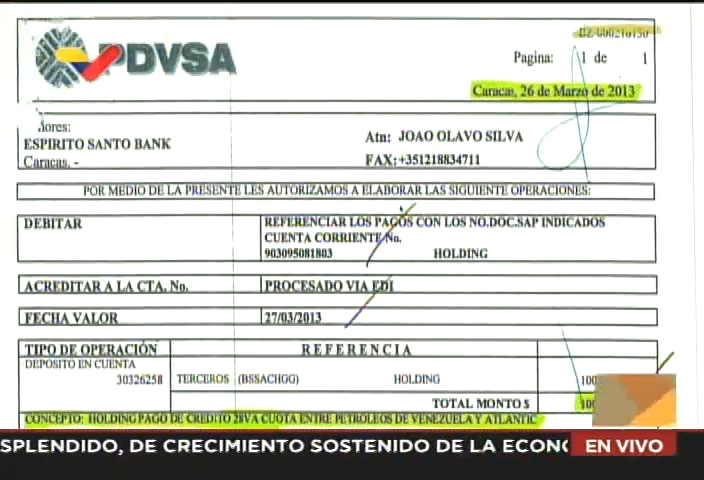 DZ-000216150
PDVSA
Pagina: 1 de 1
Caracas, 26 de Marzo de 2013
ñores:
ESPIRITO SANTO BANK
Caracas, -
Atn: JOAO OLAVO SILVA
FAX:+351218834711
POR MEDIO DE LA PRESENTE LES AUTORIZAMOS A ELABORAR LAS SIGUIENTE OPERACIONES:
DEBITAR
REFERENCIAR LOS PAGOS CON LOS NO.DOC.SAP INDICADOS
CUENTA CORRIENTE No.
903095081803 HOLDING
ACREDITAR A LA CTA. No. PROCESADO VIA EDI
FECHA VALOR 27/03/2013
TIPO DE OPERACIÓN REFERENCIA
DEPOSITO EN CUENTA
30326258 TERCEROS (BSSACHGG) HOLDING 100
TOTAL MONTO $ 100
CONCEPTO: HOLDING PAGO DE CREDITO 28VA CUOTA ENTRE PETROLEOS DE VENEZUELA Y ATLANTIC
SPLENDIDO, DE CRECIMIENTO SOSTENIDO DE LA ECON
EN VIVO